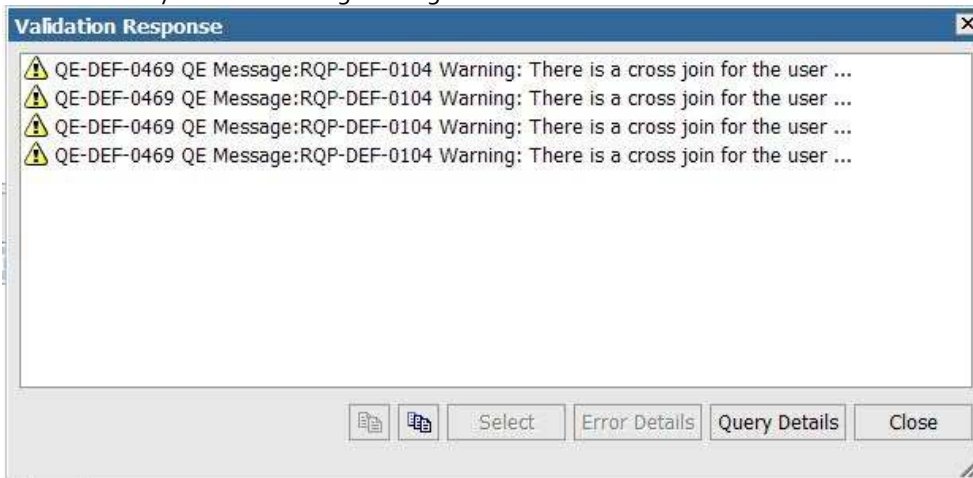 Validation Response
QE-DEF-0469 QE Message:RQP-DEF-0104 Warning: There is a cross join for the user ...
QE-DEF-0469 QE Message:RQP-DEF-0104 Warning: There is a cross join for the user ...
QE-DEF-0469 QE Message:RQP-DEF-0104 Warning: There is a cross join for the user ...
QE-DEF-0469 QE Message:RQP-DEF-0104 Warning: There is a cross join for the user ...
Select Error Details Query Details Close